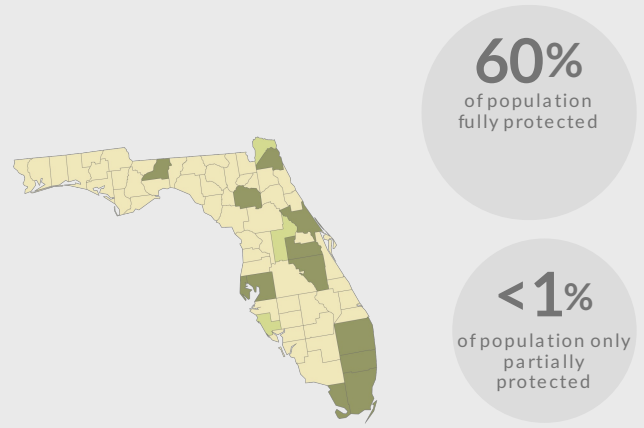 60%
of population
fully protected
<1%
of population only
partially
protected